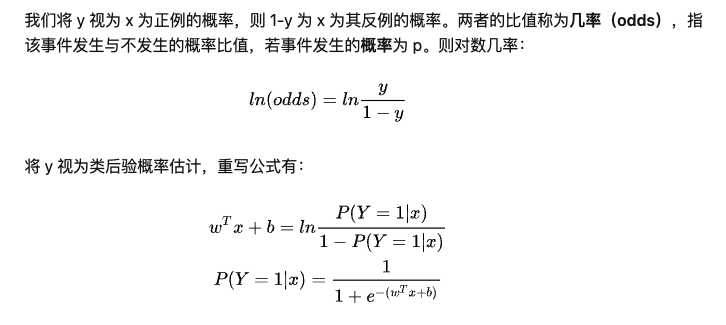 我们将 y 视为 x 为正例的概率，则 1-y 为 x 为其反例的概率。两者的比值称为几率（odds），指
该事件发生与不发生的概率比值，若事件发生的概率为 p。则对数几率：
ln(odds) = ln \frac{y}{1-y}
将 y 视为类后验概率估计，重写公式有：
w^T x + b = ln \frac{P(Y=1|x)}{1-P(Y=1|x)}
P(Y=1|x) = \frac{1}{1+e^{-(w^T x+b)}}